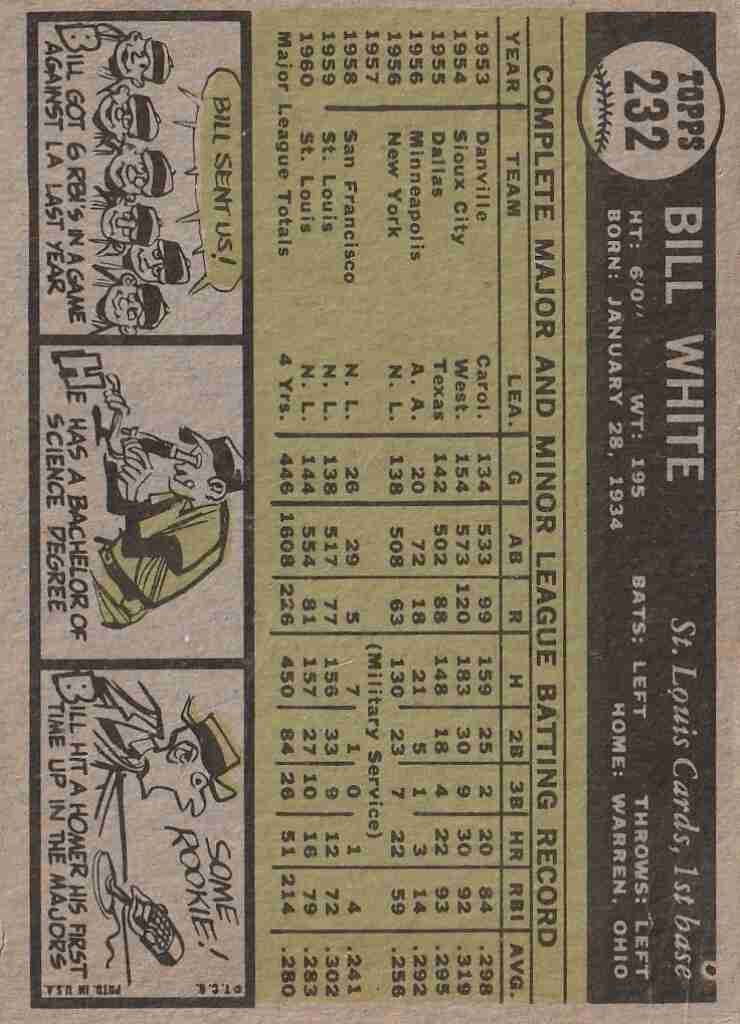 TOPPS
232
BILL WHITE
St. Louis Cards, 1st base
HT: 6'0" WT: 195 BATS: LEFT THROWS: LEFT
BORN: JANUARY 28, 1934 HOME: WARREN, OHIO
COMPLETE MAJOR AND MINOR LEAGUE BATTING RECORD
YEAR TEAM LEA. G AB R H 2B 3B HR RBI AVG.
1953 Danville Carol. 134 533 99 159 25 2 20 84 .298
1954 Sioux City West. 154 573 120 183 30 9 30 92 .319
1955 Dallas Texas 142 502 88 148 18 4 22 93 .295
1956 Minneapolis A. A. 20 72 18 21 5 1 3 14 .292
1956 New York N. L. 138 508 63 130 23 7 22 59 .256
1957 (Military Service)
1958 San Francisco N. L. 26 29 5 7 1 0 1 4 .241
1959 St. Louis N. L. 138 517 77 156 33 9 12 72 .302
1960 St. Louis N. L. 144 554 81 157 27 10 16 79 .283
Major League Totals 4 Yrs. 446 1608 226 450 84 26 51 214 .280
BILL SENT US!
BILL GOT 6 RBI'S IN A GAME
AGAINST LA LAST YEAR
HE HAS A BACHELOR OF
SCIENCE DEGREE
SOME
ROOKIE!
BILL HIT A HOMER HIS FIRST
TIME UP IN THE MAJORS
©T.C.G. PRTD. IN U.S.A.